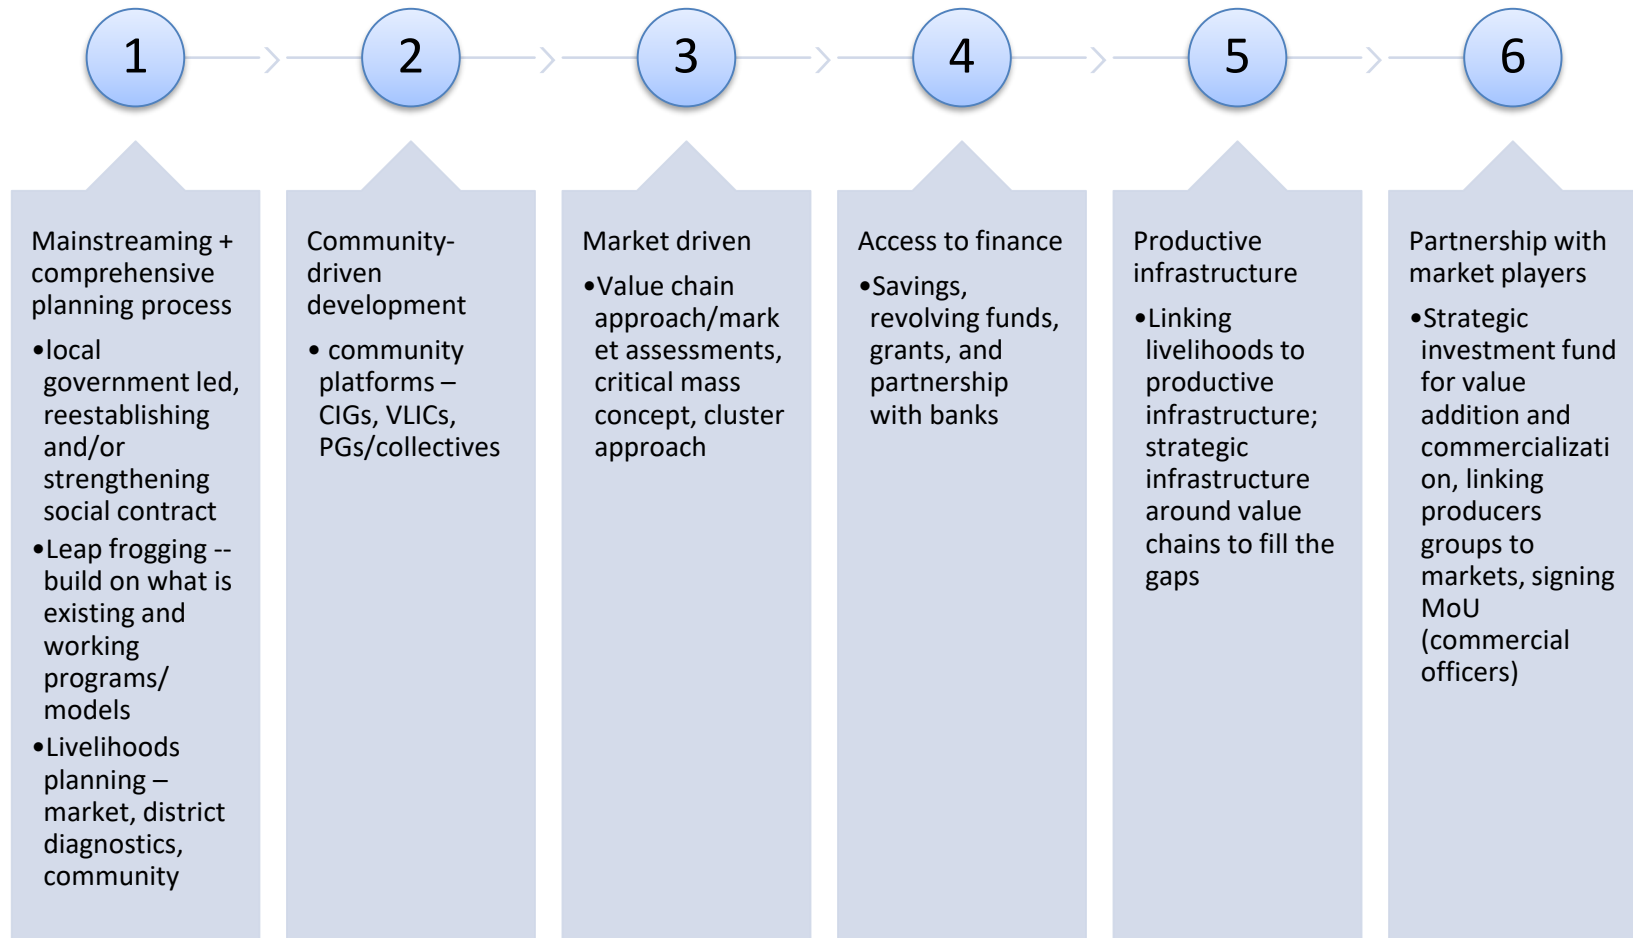 1
2
3
4
5
6
Mainstreaming +
comprehensive
planning process
•local
government led,
reestablishing
and/or
strengthening
social contract
•Leap frogging --
build on what is
existing and
working
programs/
models
•Livelihoods
planning –
market, district
diagnostics,
community
Community-
driven
development
• community
platforms –
CIGs, VLICs,
PGs/collectives
Market driven
•Value chain
approach/mark
et assessments,
critical mass
concept, cluster
approach
Access to finance
•Savings,
revolving funds,
grants, and
partnership
with banks
Productive
infrastructure
•Linking
livelihoods to
productive
infrastructure;
strategic
infrastructure
around value
chains to fill the
gaps
Partnership with
market players
•Strategic
investment fund
for value
addition and
commercializati
on, linking
producers
groups to
markets, signing
MoU
(commercial
officers)